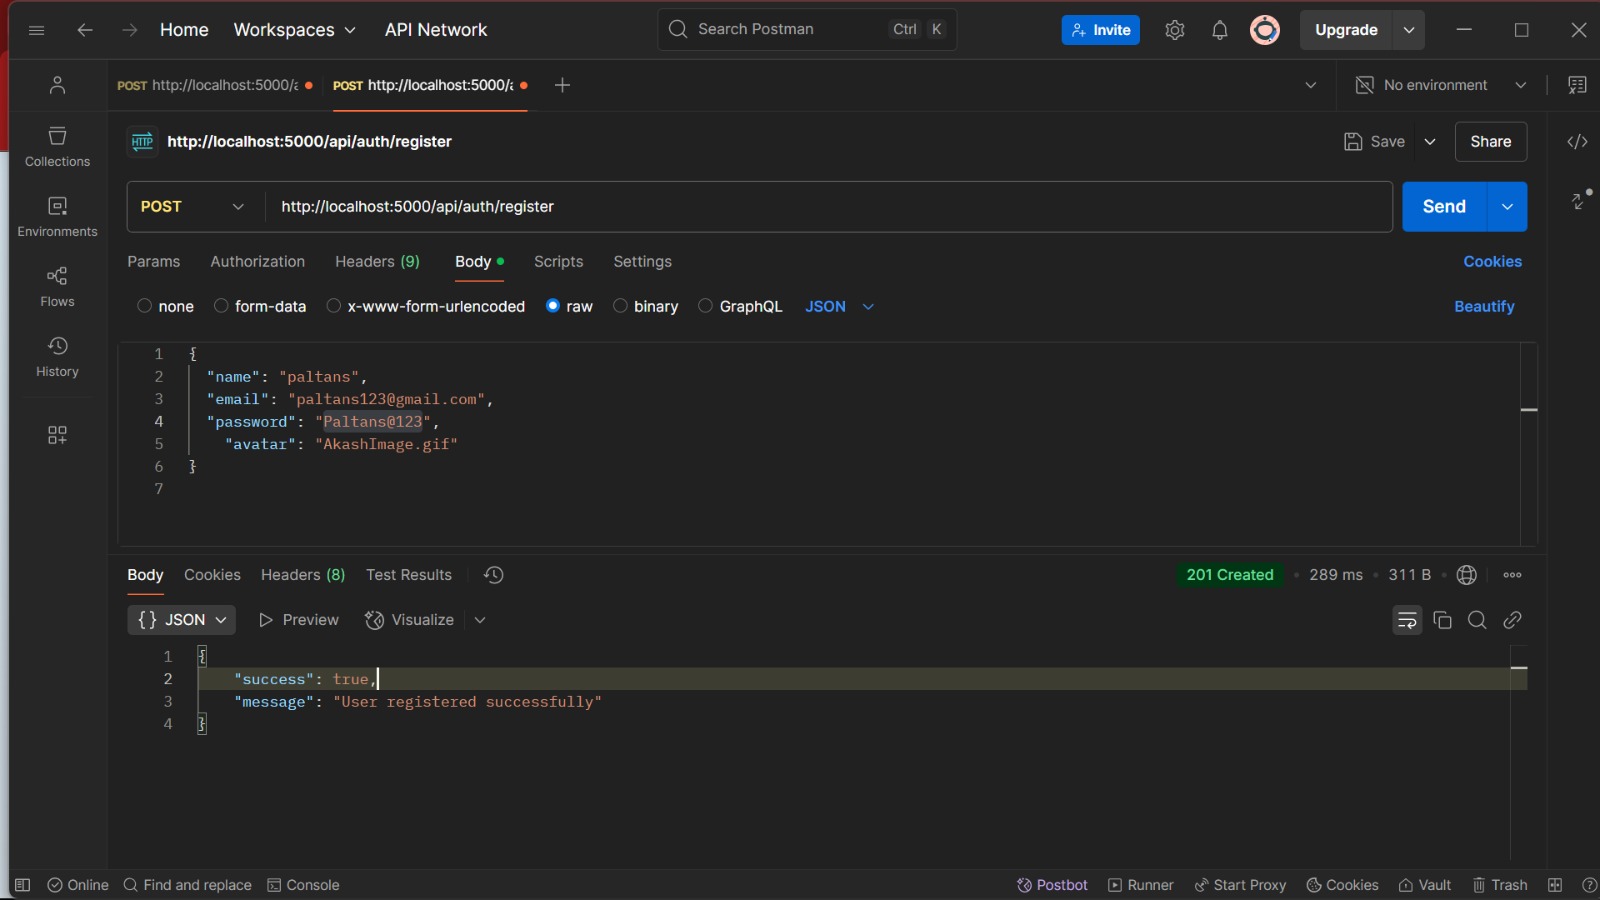 Home Workspaces API Network Search Postman Ctrl K Invite Upgrade
POST http://localhost:5000/a POST http://localhost:5000/a No environment
HTTP http://localhost:5000/api/auth/register Save Share
Collections
Environments
Flows
History
POST http://localhost:5000/api/auth/register Send
Params Authorization Headers (9) Body Scripts Settings Cookies
none form-data x-www-form-urlencoded raw binary GraphQL JSON Beautify
1 {
2 "name": "paltans",
3 "email": "paltans123@gmail.com",
4 "password": "Paltans@123",
5 "avatar": "AkashImage.gif"
6 }
7
Body Cookies Headers (8) Test Results 201 Created • 289 ms • 311 B
{} JSON Preview Visualize
1 {
2 "success": true,
3 "message": "User registered successfully"
4 }
Online Find and replace Console Postbot Runner Start Proxy Cookies Vault Trash